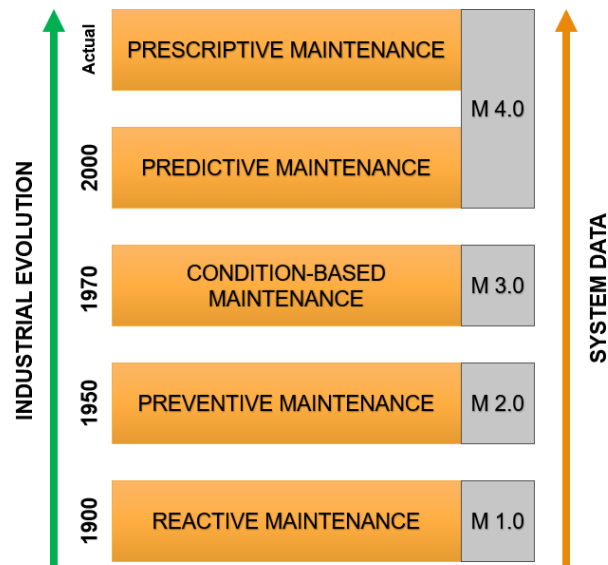 Actual
PRESCRIPTIVE MAINTENANCE
M 4.0
2000
PREDICTIVE MAINTENANCE
INDUSTRIAL EVOLUTION
SYSTEM DATA
1970
CONDITION-BASED
MAINTENANCE
M 3.0
1950
PREVENTIVE MAINTENANCE
M 2.0
1900
REACTIVE MAINTENANCE
M 1.0